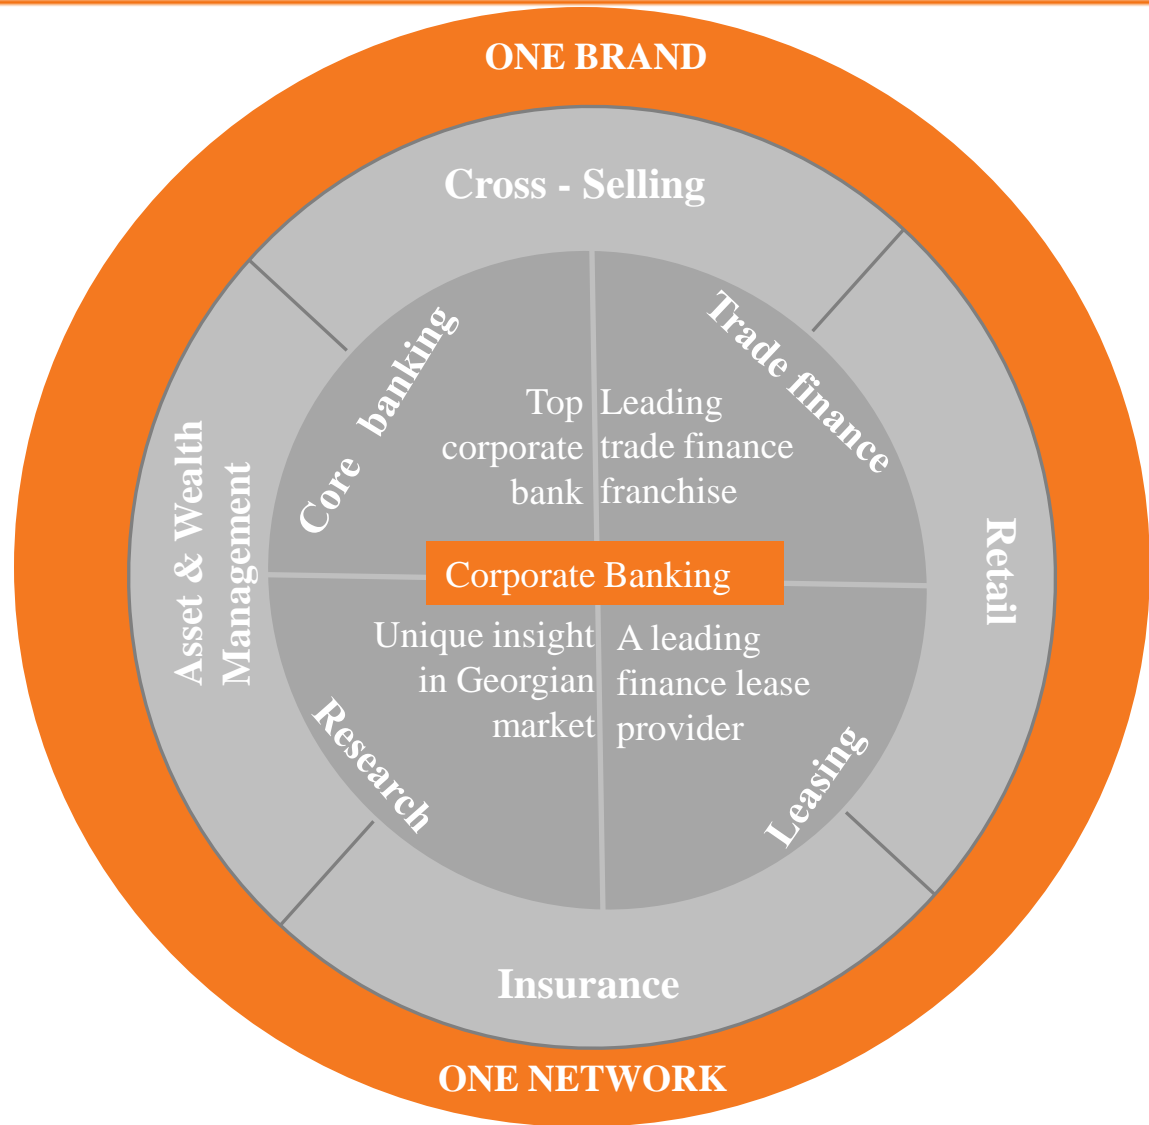 ONE BRAND
Cross - Selling
Core banking
Trade finance
Top
corporate
bank
Leading
trade finance
franchise
Asset & Wealth
Management
Corporate Banking
Retail
Unique insight
in Georgian
market
A leading
finance lease
provider
Research
Leasing
Insurance
ONE NETWORK